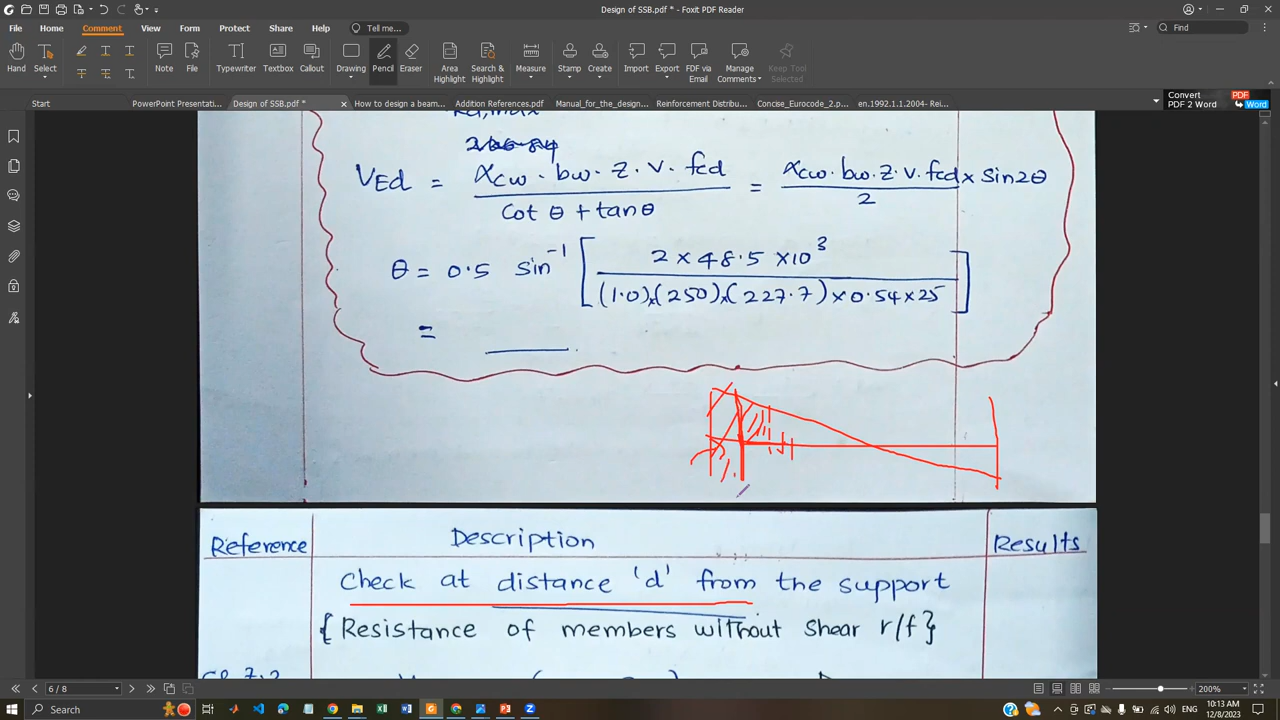 Design of SSB.pdf * - Foxit PDF Reader
File Home Comment View Form Protect Share Help Tell me... Find
Hand Select Note File Typewriter Textbox Callout Drawing Pencil Eraser Area Highlight Search & Highlight Measure Stamp Create Import Export FDF via Email Manage Comments Keep Tool Selected
Start PowerPoint Presentati... Design of SSB.pdf * How to design a beam... Addition References.pdf Manual_for_the_design... Reinforcement Distribu... Concise_Eurocode_2.p... en.1992.1.1.2004- Rei... Convert PDF 2 Word PDF Word
Rd,max
VEd = αcw · bw · z · v · fcd / cot θ + tan θ = αcw · bw · z · v · fcd / 2 x sin2θ
θ = 0.5 sin⁻¹ [ 2 x 48.5 x10³ / (1.0)x(250)x(227.7) x 0.54 x 25 ]
=
Reference Description Results
Check at distance 'd' from the support
{Resistance of members without shear r/f}
6 / 8 200%
Search 10:13 AM
12/8/2023